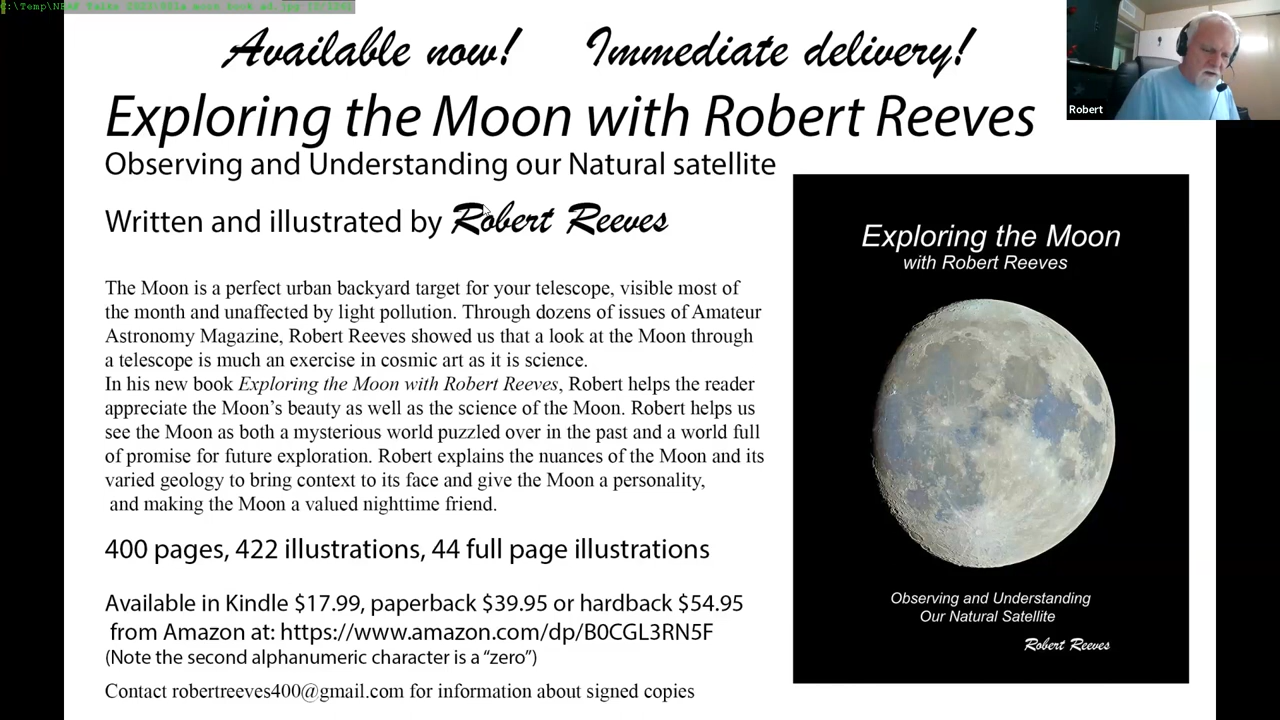 C:\Temp\NEAF Talks 2023\051a moon book ad.jpg
Available now! Immediate delivery!
Exploring the Moon with Robert Reeves
Observing and Understanding our Natural satellite
Written and illustrated by Robert Reeves
The Moon is a perfect urban backyard target for your telescope, visible most of
the month and unaffected by light pollution. Through dozens of issues of Amateur
Astronomy Magazine, Robert Reeves showed us that a look at the Moon through
a telescope is much an exercise in cosmic art as it is science.
In his new book Exploring the Moon with Robert Reeves, Robert helps the reader
appreciate the Moon’s beauty as well as the science of the Moon. Robert helps us
see the Moon as both a mysterious world puzzled over in the past and a world full
of promise for future exploration. Robert explains the nuances of the Moon and its
varied geology to bring context to its face and give the Moon a personality,
and making the Moon a valued nighttime friend.
400 pages, 422 illustrations, 44 full page illustrations
Available in Kindle $17.99, paperback $39.95 or hardback $54.95
from Amazon at: https://www.amazon.com/dp/B0CGL3RN5F
(Note the second alphanumeric character is a “zero”)
Contact robertreeves400@gmail.com for information about signed copies
Exploring the Moon
with Robert Reeves
Observing and Understanding
Our Natural Satellite
Robert Reeves
Robert